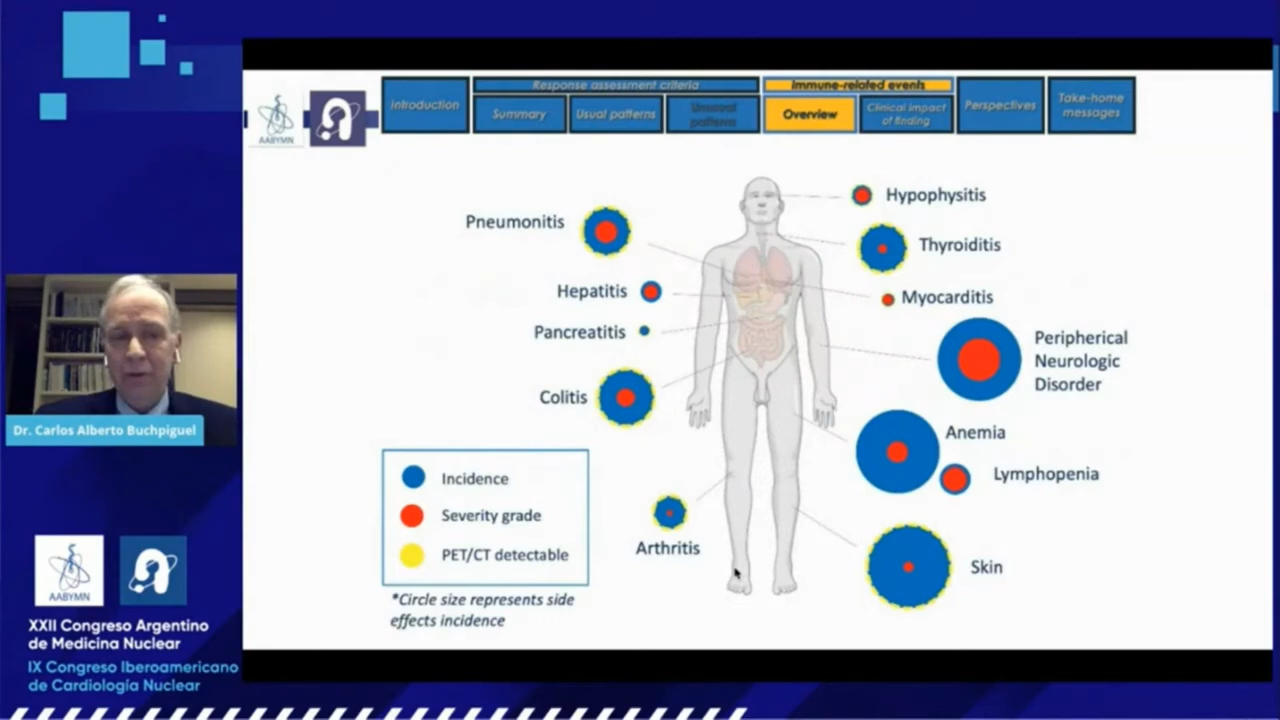 Introduction
Response assessment criteria
Summary
Usual patterns
Unusual
patterns
Immune-related events
Overview
Clinical impact
of finding
Perspectives
Take-home
messages
AABYMN
Pneumonitis
Hepatitis
Pancreatitis
Colitis
Arthritis
Hypophysitis
Thyroiditis
Myocarditis
Peripherical
Neurologic
Disorder
Anemia
Lymphopenia
Skin
Incidence
Severity grade
PET/CT detectable
*Circle size represents side
effects incidence
Dr. Carlos Alberto Buchpiguel
AABYMN
XXII Congreso Argentino
de Medicina Nuclear
IX Congreso Iberoamericano
de Cardiología Nuclear